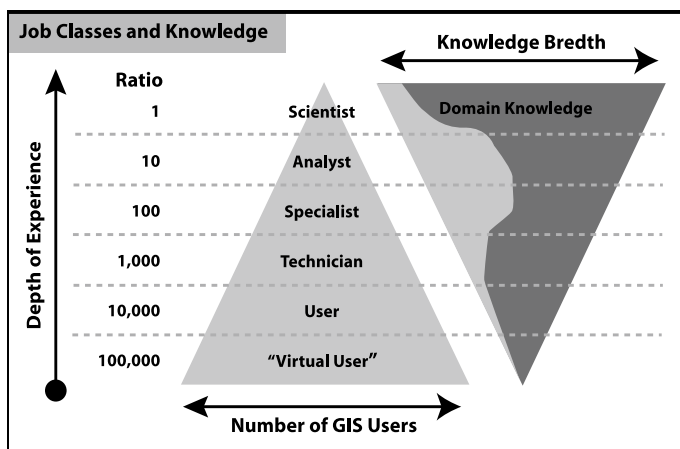 Job Classes and Knowledge
Knowledge Bredth
Ratio
1
Scientist
Domain Knowledge
10
Analyst
100
Specialist
1,000
Technician
10,000
User
100,000
“Virtual User”
Depth of Experience
Number of GIS Users